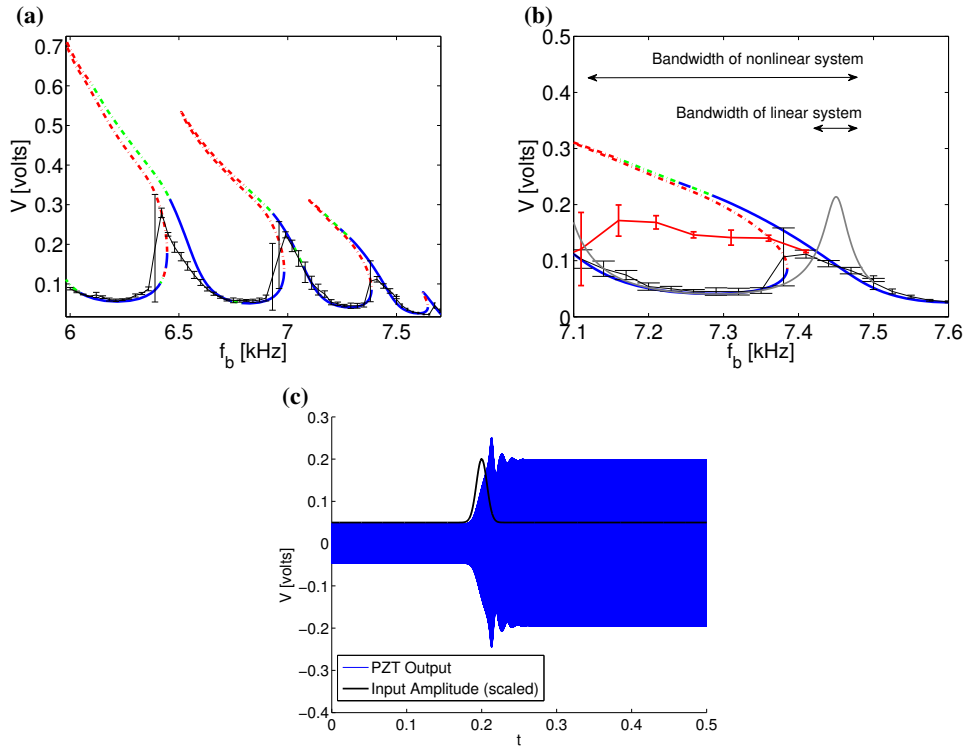 (a)
0.7
0.6
0.5
0.4
0.3
0.2
0.1
V [volts]
6
6.5
7
7.5
f_b [kHz]
(b)
0.5
0.4
0.3
0.2
0.1
0
V [volts]
Bandwidth of nonlinear system
Bandwidth of linear system
7.1
7.2
7.3
7.4
7.5
7.6
f_b [kHz]
(c)
0.3
0.2
0.1
0
−0.1
−0.2
−0.3
−0.4
V [volts]
PZT Output
Input Amplitude (scaled)
0
0.1
0.2
0.3
0.4
0.5
t